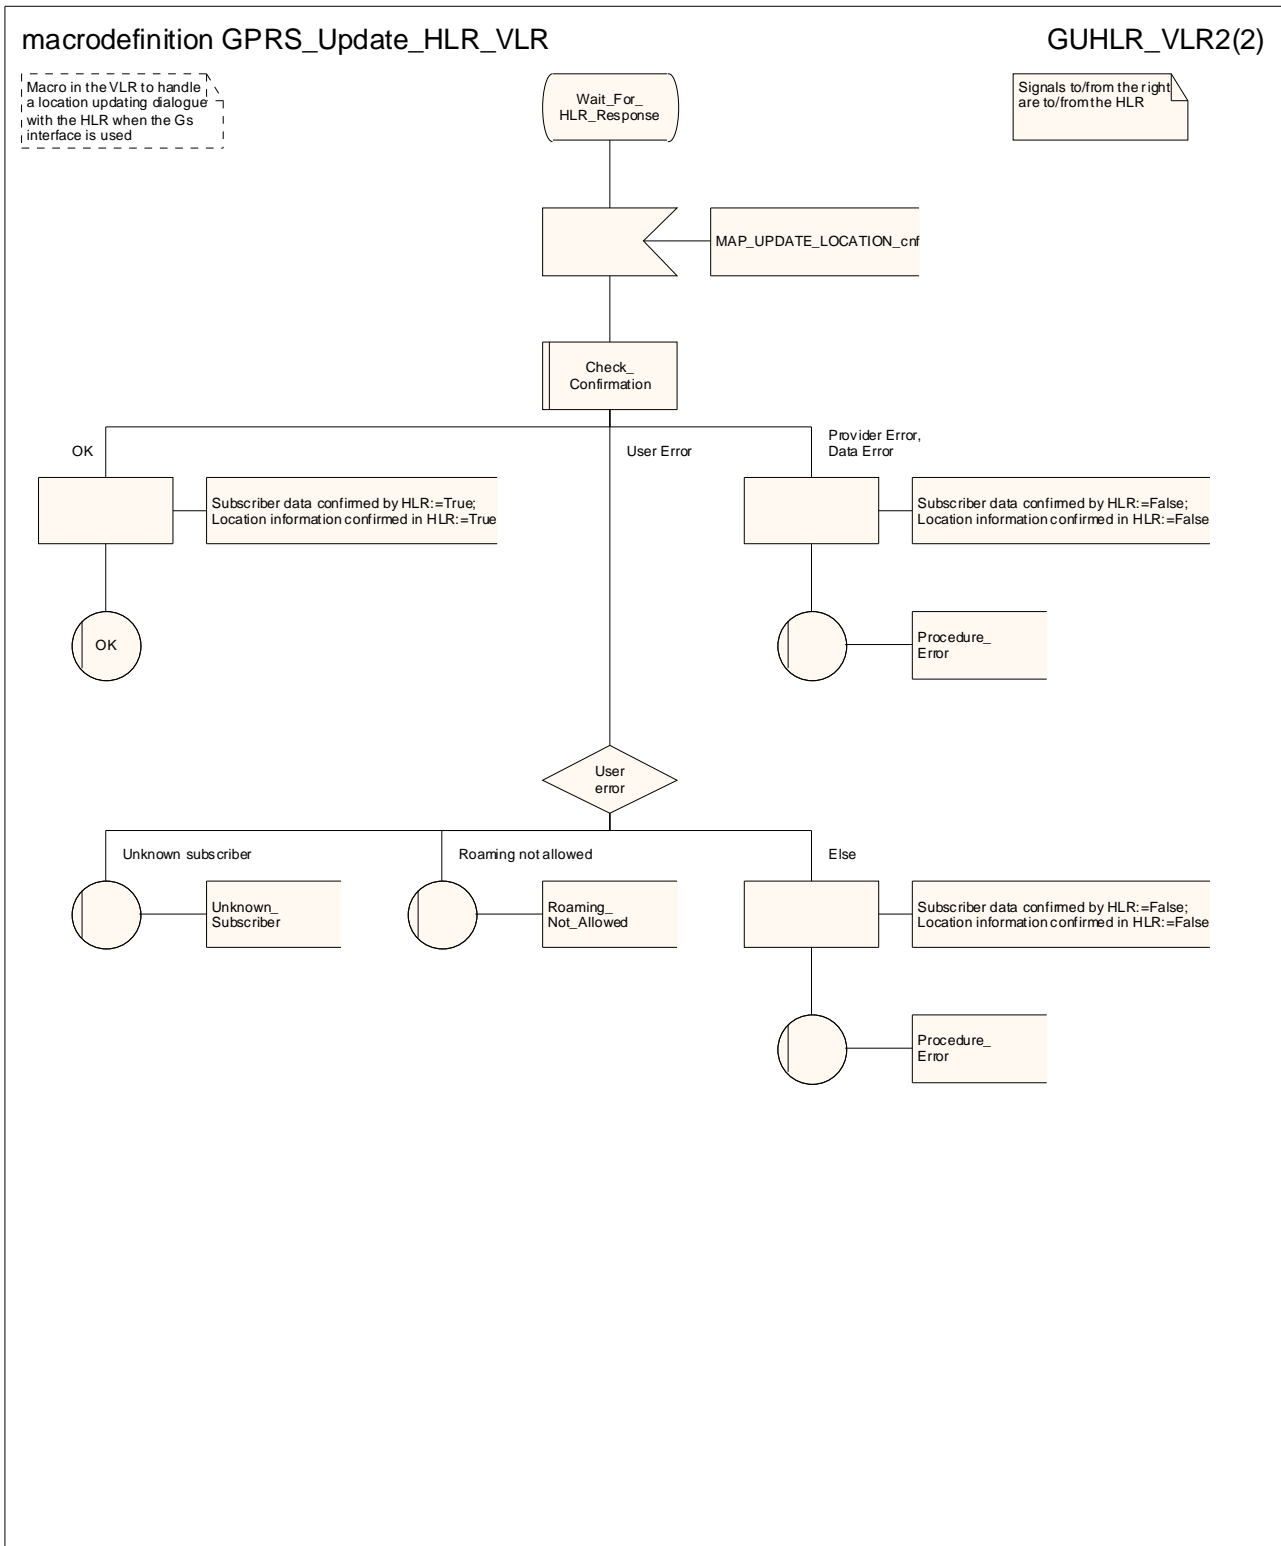 macrodefinition GPRS_Update_HLR_VLR
GUHLR_VLR2(2)
Macro in the VLR to handle
a location updating dialogue
with the HLR when the Gs
interface is used
Wait_For_
HLR_Response
Signals to/from the right
are to/from the HLR
MAP_UPDATE_LOCATION_cnf
Check_
Confirmation
OK
User Error
Provider Error,
Data Error
Subscriber data confirmed by HLR:=True;
Location information confirmed in HLR:=True
Subscriber data confirmed by HLR:=False;
Location information confirmed in HLR:=False
OK
Procedure_
Error
User
error
Unknown subscriber
Roaming not allowed
Else
Unknown_
Subscriber
Roaming_
Not_Allowed
Subscriber data confirmed by HLR:=False;
Location information confirmed in HLR:=False
Procedure_
Error